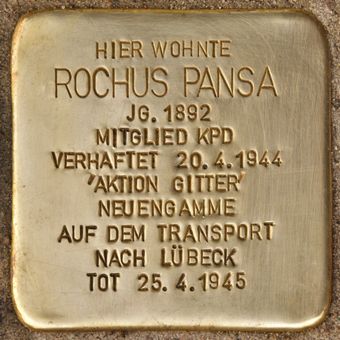 HIER WOHNTE
ROCHUS PANSA
JG. 1892
MITGLIED KPD
VERHAFTET 20.4.1944
"AKTION GITTER"
NEUENGAMME
AUF DEM TRANSPORT
NACH LÜBECK
TOT 25.4.1945